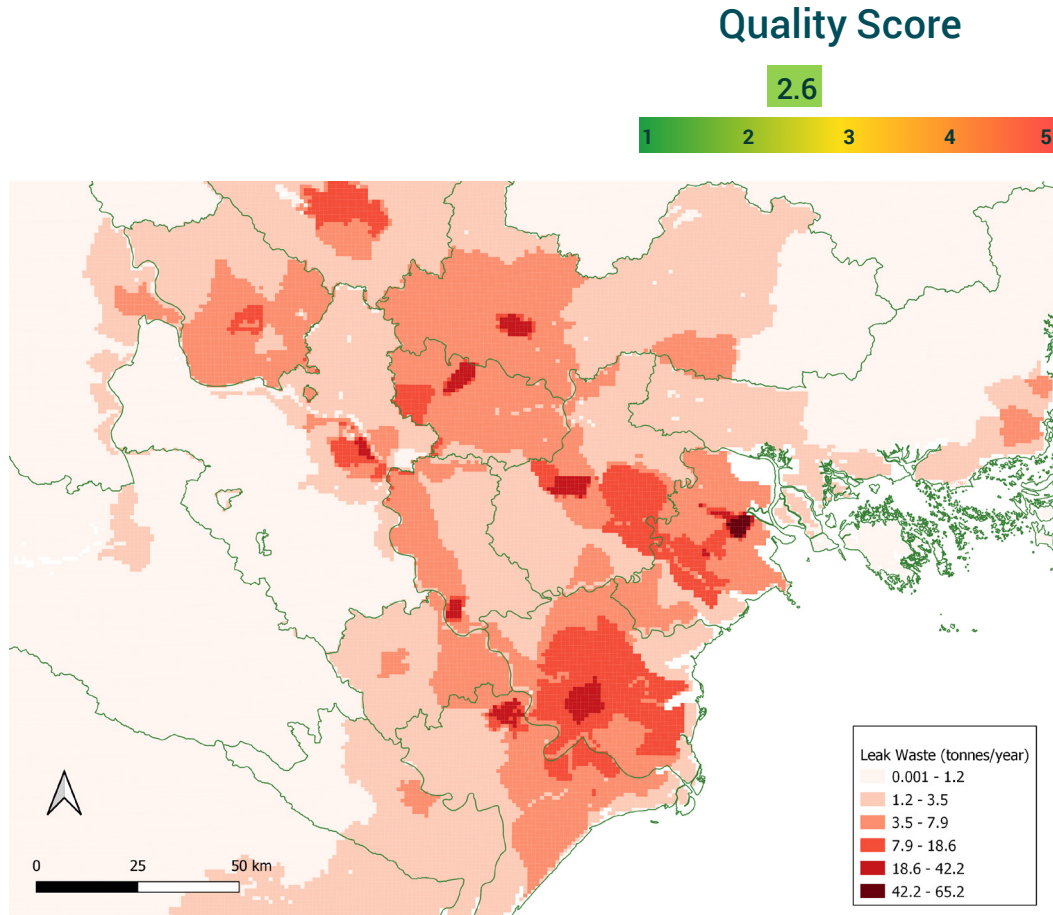 Quality Score
2.6
1 2 3 4 5
0 25 50 km
Leak Waste (tonnes/year)
0.001 - 1.2
1.2 - 3.5
3.5 - 7.9
7.9 - 18.6
18.6 - 42.2
42.2 - 65.2